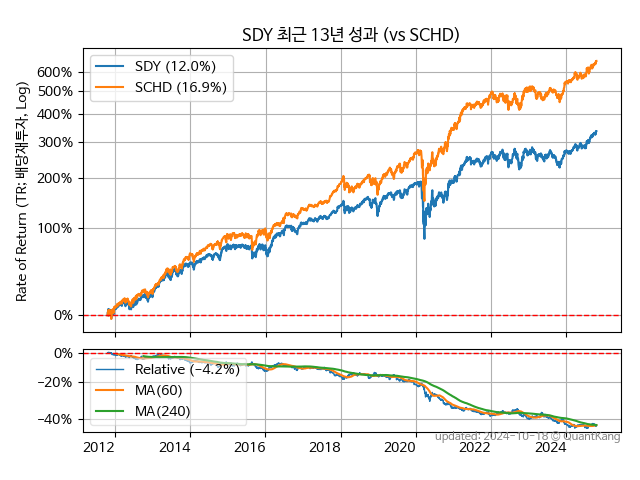 SDY 최근 13년 성과 (vs SCHD)
Rate of Return (TR; 배당재투자, Log)
600%
500%
400%
300%
200%
100%
0%
SDY (12.0%)
SCHD (16.9%)
0%
−20%
−40%
Relative (−4.2%)
MA(60)
MA(240)
2012 2014 2016 2018 2020 2022 2024
updated: 2024-10-18 © QuantKang